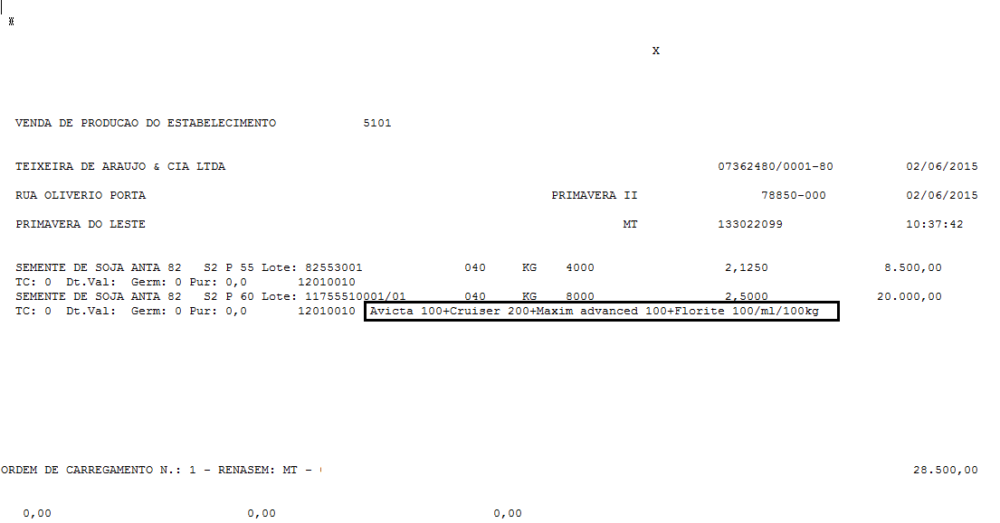 X
VENDA DE PRODUCAO DO ESTABELECIMENTO 5101
TEIXEIRA DE ARAUJO & CIA LTDA 07362480/0001-80 02/06/2015
RUA OLIVERIO PORTA PRIMAVERA II 78850-000 02/06/2015
PRIMAVERA DO LESTE MT 133022099 10:37:42
SEMENTE DE SOJA ANTA 82 S2 P 55 Lote: 82553001 040 KG 4000 2,1250 8.500,00
TC: 0 Dt.Val: Germ: 0 Pur: 0,0 12010010
SEMENTE DE SOJA ANTA 82 S2 P 60 Lote: 11755510001/01 040 KG 8000 2,5000 20.000,00
TC: 0 Dt.Val: Germ: 0 Pur: 0,0 12010010 Avicta 100+Cruiser 200+Maxim advanced 100+Florite 100/ml/100kg
ORDEM DE CARREGAMENTO N.: 1 - RENASEM: MT - 28.500,00
0,00 0,00 0,00